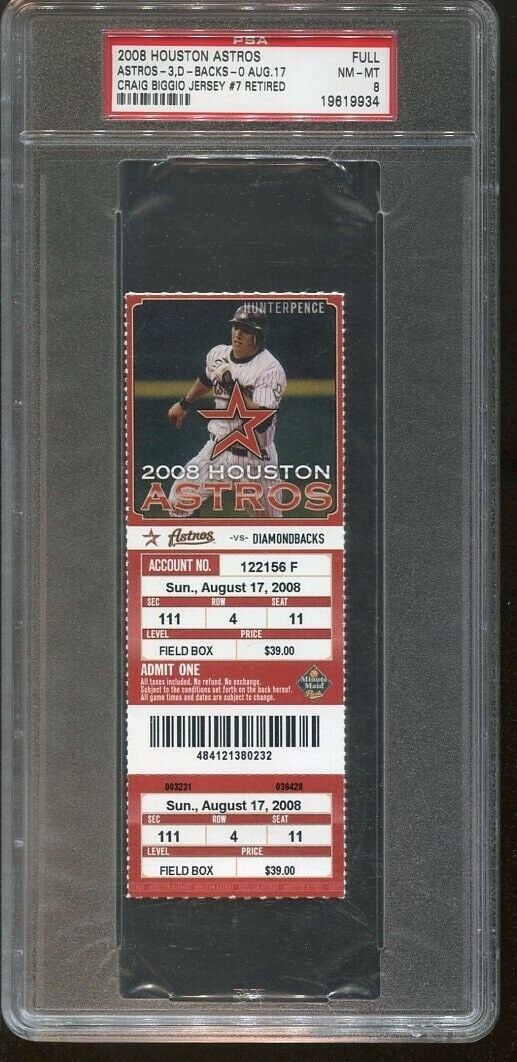 PSA
2008 HOUSTON ASTROS FULL
ASTROS-3,D-BACKS-0 AUG.17 NM-MT
CRAIG BIGGIO JERSEY #7 RETIRED 8
19619934
HUNTERPENCE
2008 HOUSTON
ASTROS
Astros -VS- DIAMONDBACKS
ACCOUNT NO. 122156 F
Sun., August 17, 2008
SEC ROW SEAT
111 4 11
LEVEL PRICE
FIELD BOX $39.00
ADMIT ONE
All taxes included. No refund. No exchange.
Subject to the conditions set forth on the back hereof.
All game times and dates are subject to change.
Minute
Maid
Park
484121380232
093231 036428
Sun., August 17, 2008
SEC ROW SEAT
111 4 11
LEVEL PRICE
FIELD BOX $39.00